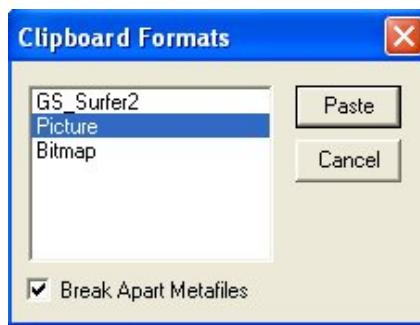 Clipboard Formats
GS_Surfer2
Picture
Bitmap
Paste
Cancel
Break Apart Metafiles